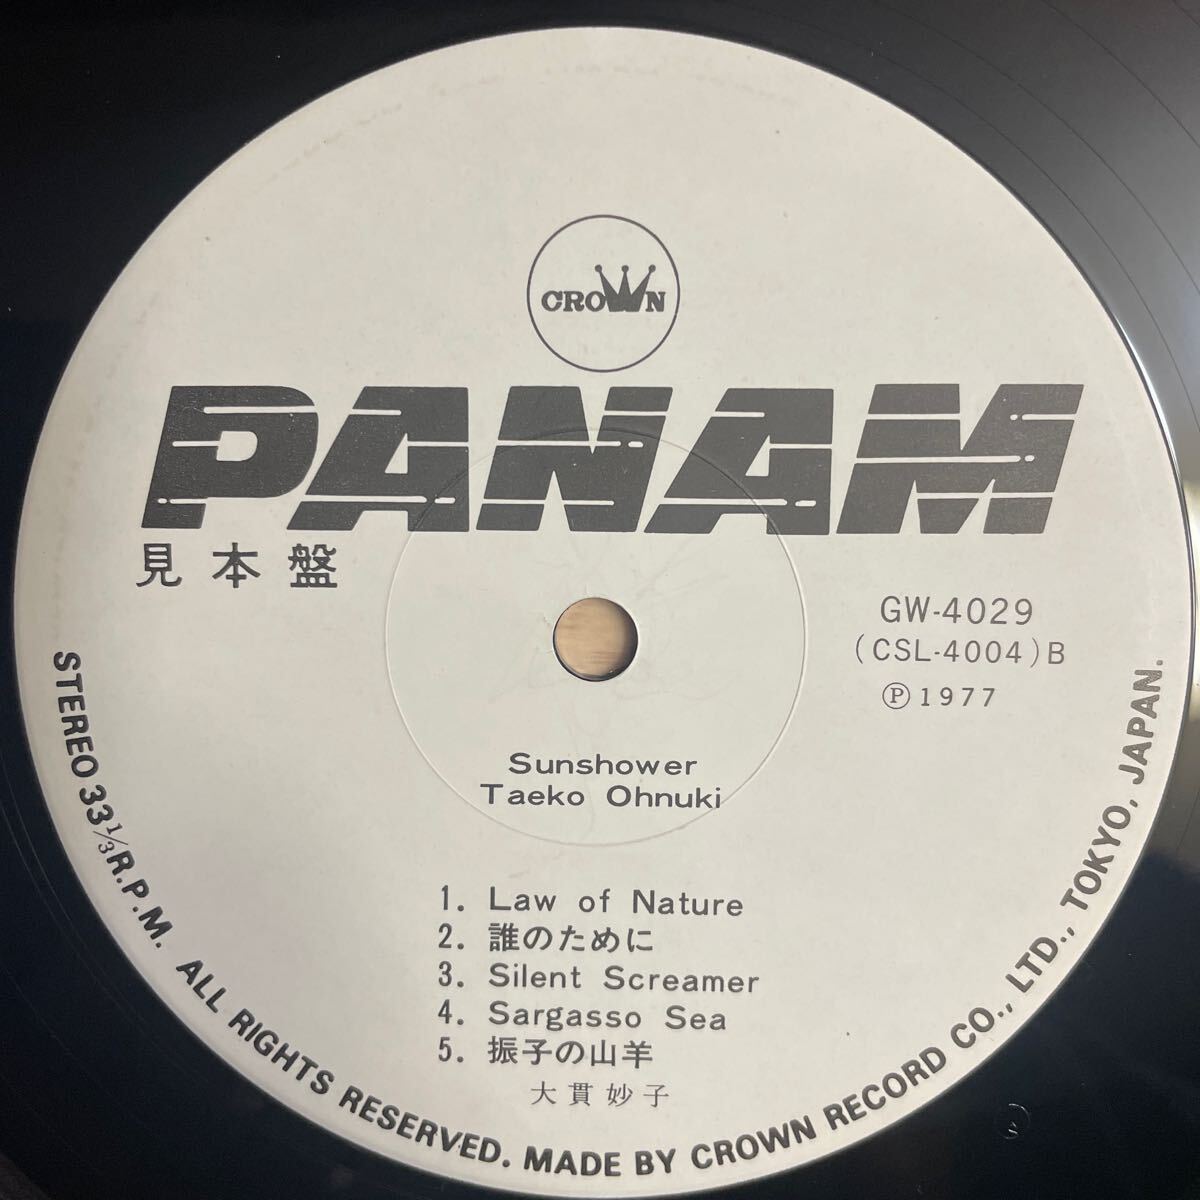 CROWN
PANAM
見本盤
GW-4029
(CSL-4004)B
Ⓟ1977
Sunshower
Taeko Ohnuki
1. Law of Nature
2. 誰のために
3. Silent Screamer
4. Sargasso Sea
5. 振子の山羊
大貫妙子
STEREO 33⅓R.P.M. ALL RIGHTS RESERVED. MADE BY CROWN RECORD CO., LTD., TOKYO, JAPAN.